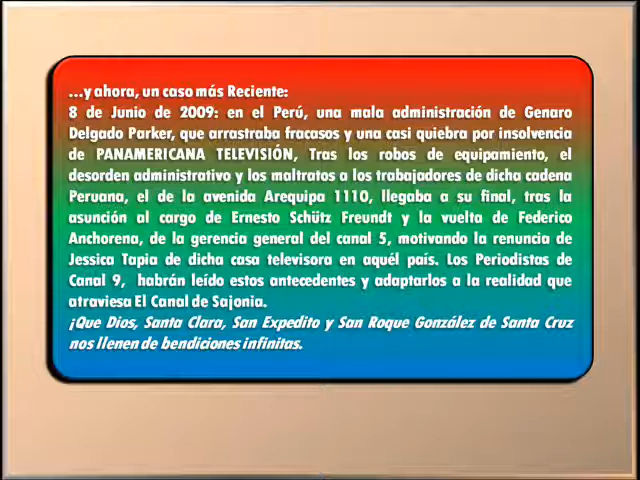 ...y ahora, un caso más Reciente:
8 de Junio de 2009: en el Perú, una mala administración de Genaro
Delgado Parker, que arrastraba fracasos y una casi quiebra por insolvencia
de PANAMERICANA TELEVISIÓN, Tras los robos de equipamiento, el
desorden administrativo y los maltratos a los trabajadores de dicha cadena
Peruana, el de la avenida Arequipa 1110, llegaba a su final, tras la
asunción al cargo de Ernesto Schütz Freundt y la vuelta de Federico
Anchorena, de la gerencia general del canal 5, motivando la renuncia de
Jessica Tapia de dicha casa televisora en aquél país. Los Periodistas de
Canal 9, habrán leído estos antecedentes y adaptarlos a la realidad que
atraviesa El Canal de Sajonia.
¡Que Dios, Santa Clara, San Expedito y San Roque González de Santa Cruz
nos llenen de bendiciones infinitas.